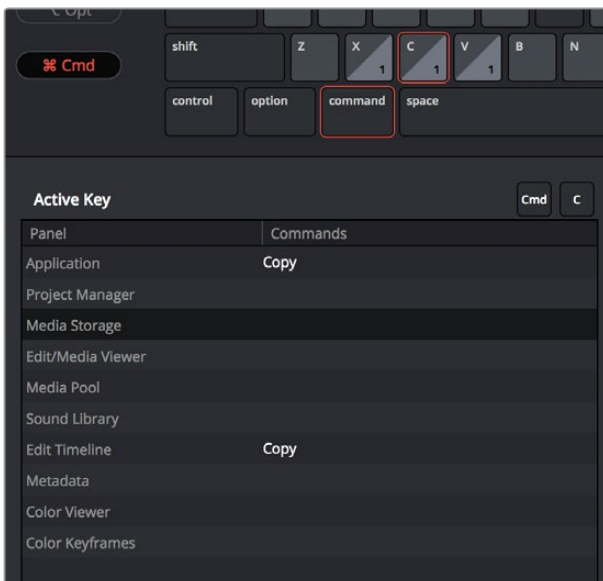 ⌥ Opt
⌘ Cmd
shift Z X 1 C 1 V 1 B N
control option command space
Active Key Cmd C
Panel Commands
Application Copy
Project Manager
Media Storage
Edit/Media Viewer
Media Pool
Sound Library
Edit Timeline Copy
Metadata
Color Viewer
Color Keyframes